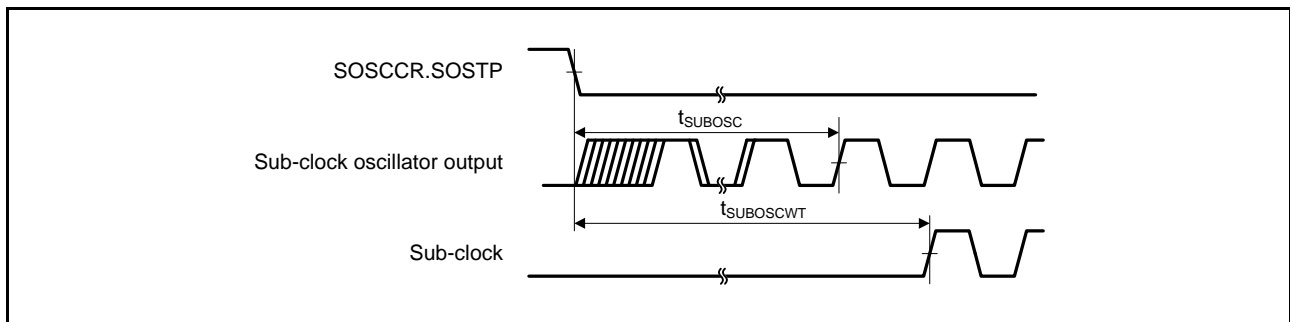 SOSCCR.SOSTP
tSUBOSC
Sub-clock oscillator output
tSUBOSCWT
Sub-clock